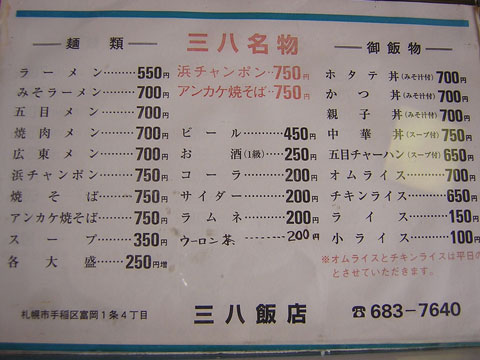 麺類
ラーメン………550円
みそラーメン………700円
五目メン………700円
焼肉メン………700円
広東メン………700円
浜チャンポン………750円
焼そば………750円
アンカケ焼そば………750円
スープ………350円
各大盛………250円増
三八名物
浜チャンポン…750円
アンカケ焼そば…750円
ビール………450円
お酒(1級)………250円
コーラ………200円
サイダー………200円
ラムネ………200円
ウーロン茶………200円
御飯物
ホタテ丼(みそ汁付)700円
かつ丼(みそ汁付)700円
親子丼(みそ汁付)700円
中華丼(スープ付)750円
五目チャーハン(スープ付)650円
オムライス………700円
チキンライス………650円
ライス………150円
小ライス………100円
※オムライスとチキンライスは平日の
とさせていただきます。
札幌市手稲区富岡1条4丁目
三八飯店
☎683-7640